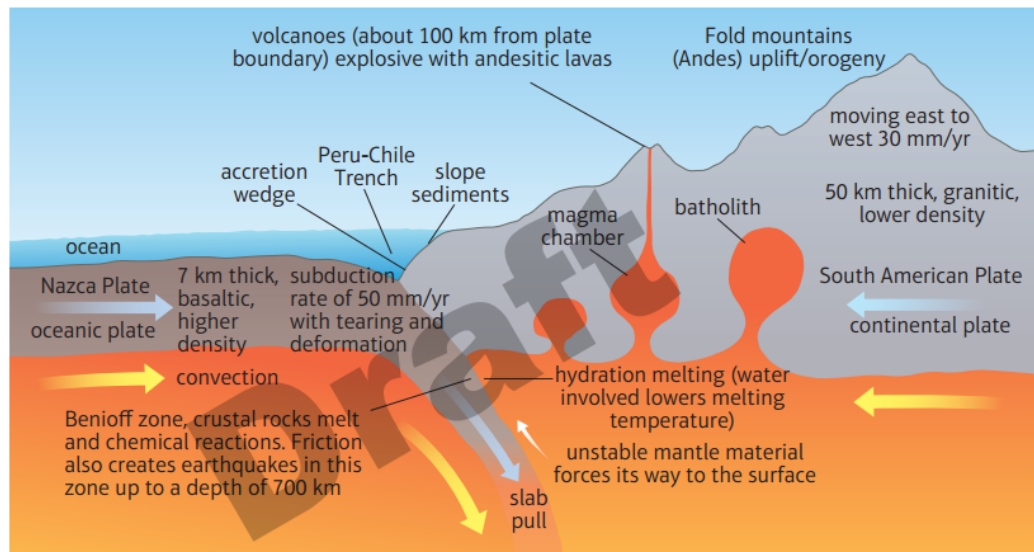 volcanoes (about 100 km from plate
boundary) explosive with andesitic lavas
Fold mountains
(Andes) uplift/orogeny
moving east to
west 30 mm/yr
Peru-Chile
Trench
accretion
wedge
slope
sediments
50 km thick, granitic,
lower density
magma
chamber
batholith
ocean
Nazca Plate
oceanic plate
7 km thick,
basaltic,
higher
density
subduction
rate of 50 mm/yr
with tearing and
deformation
South American Plate
continental plate
convection
hydration melting (water
involved lowers melting
temperature)
Benioff zone, crustal rocks melt
and chemical reactions. Friction
also creates earthquakes in this
zone up to a depth of 700 km
unstable mantle material
forces its way to the surface
slab
pull
Draft